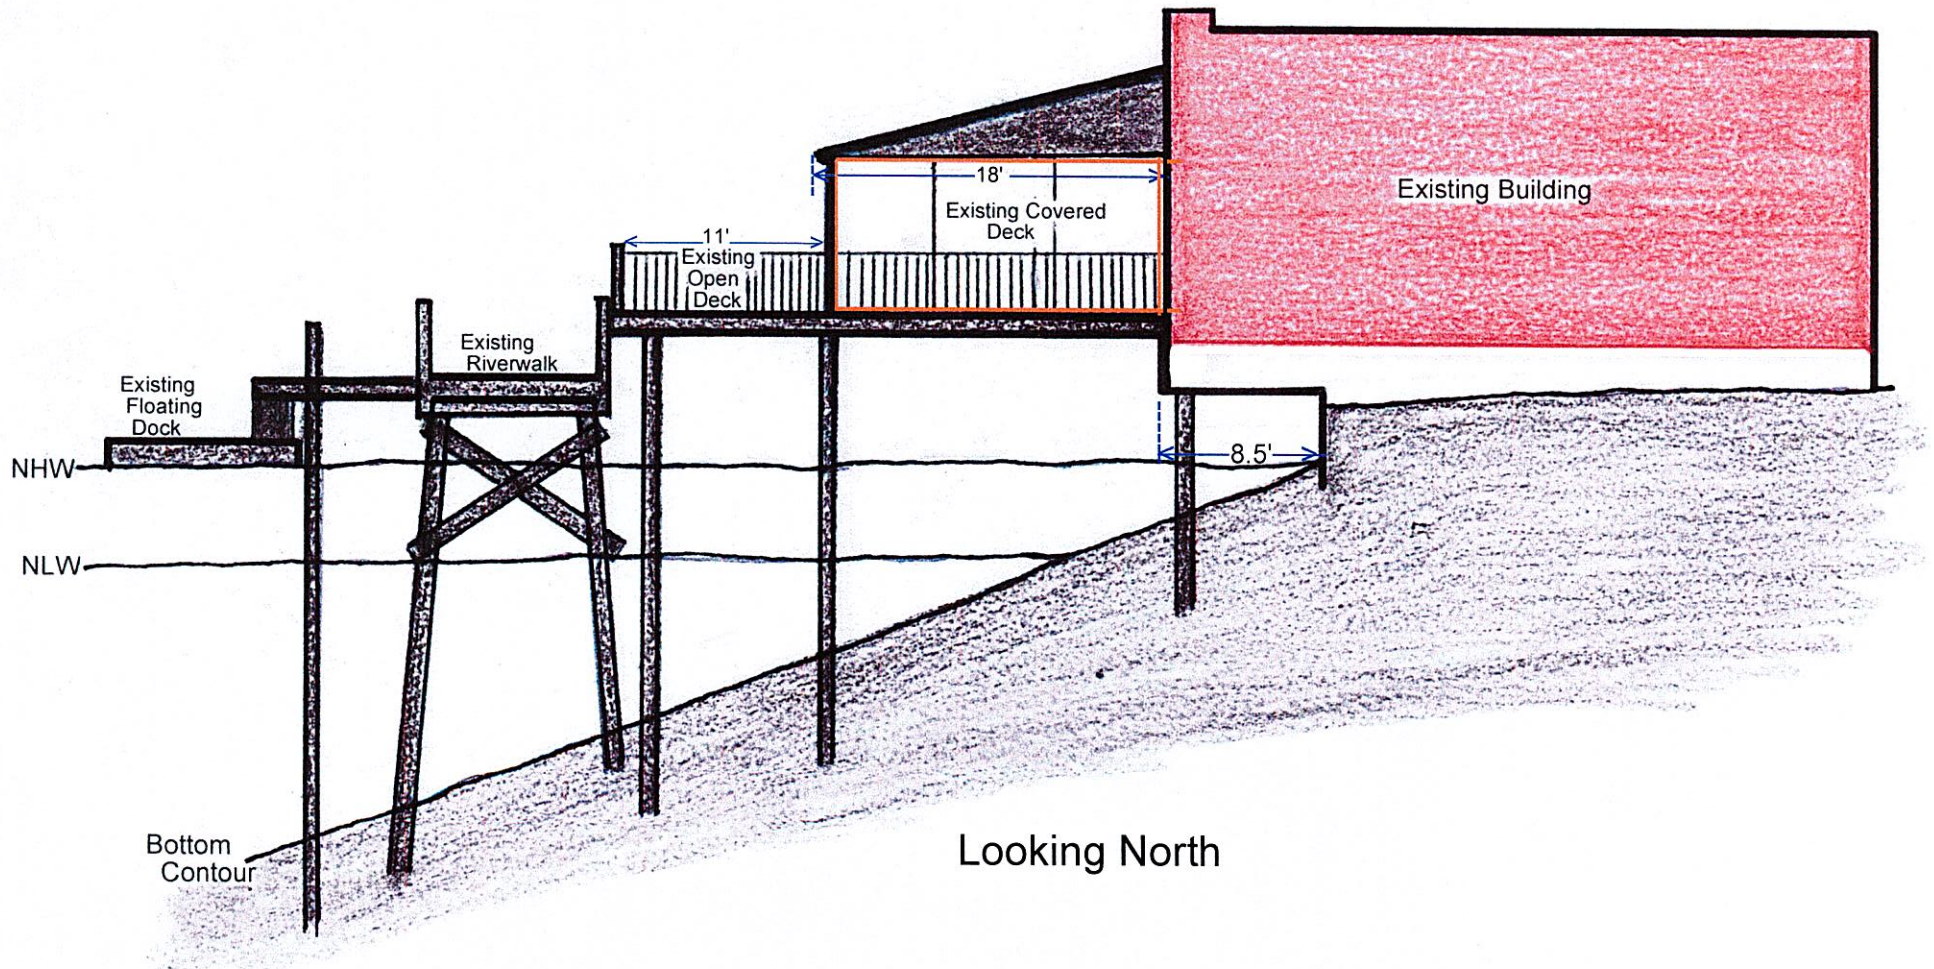 18'
Existing Building
Existing Covered
Deck
11'
Existing
Open
Deck
Existing
Riverwalk
Existing
Floating
Dock
8.5'
NHW
NLW
Bottom
Contour
Looking North